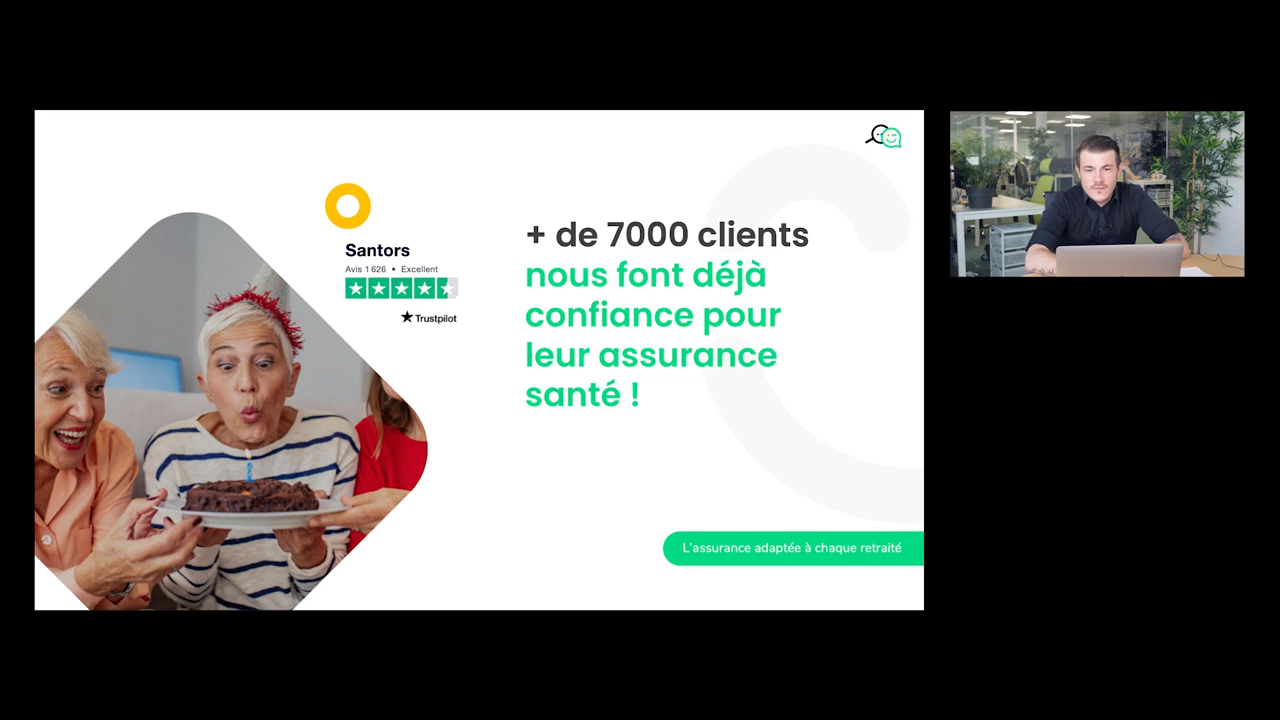 Santors
Avis 1 626 • Excellent
Trustpilot
+ de 7000 clients
nous font déjà
confiance pour
leur assurance
santé !
L'assurance adaptée à chaque retraité